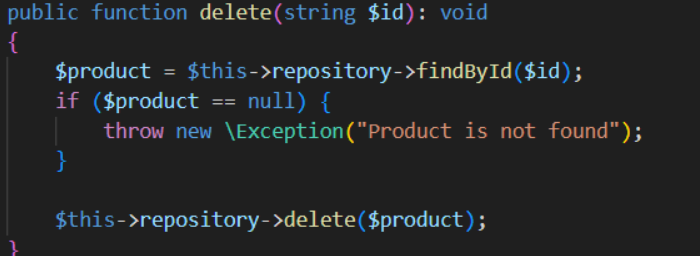 public function delete(string $id): void
{
    $product = $this->repository->findById($id);
    if ($product == null) {
        throw new \Exception("Product is not found");
    }

    $this->repository->delete($product);
}